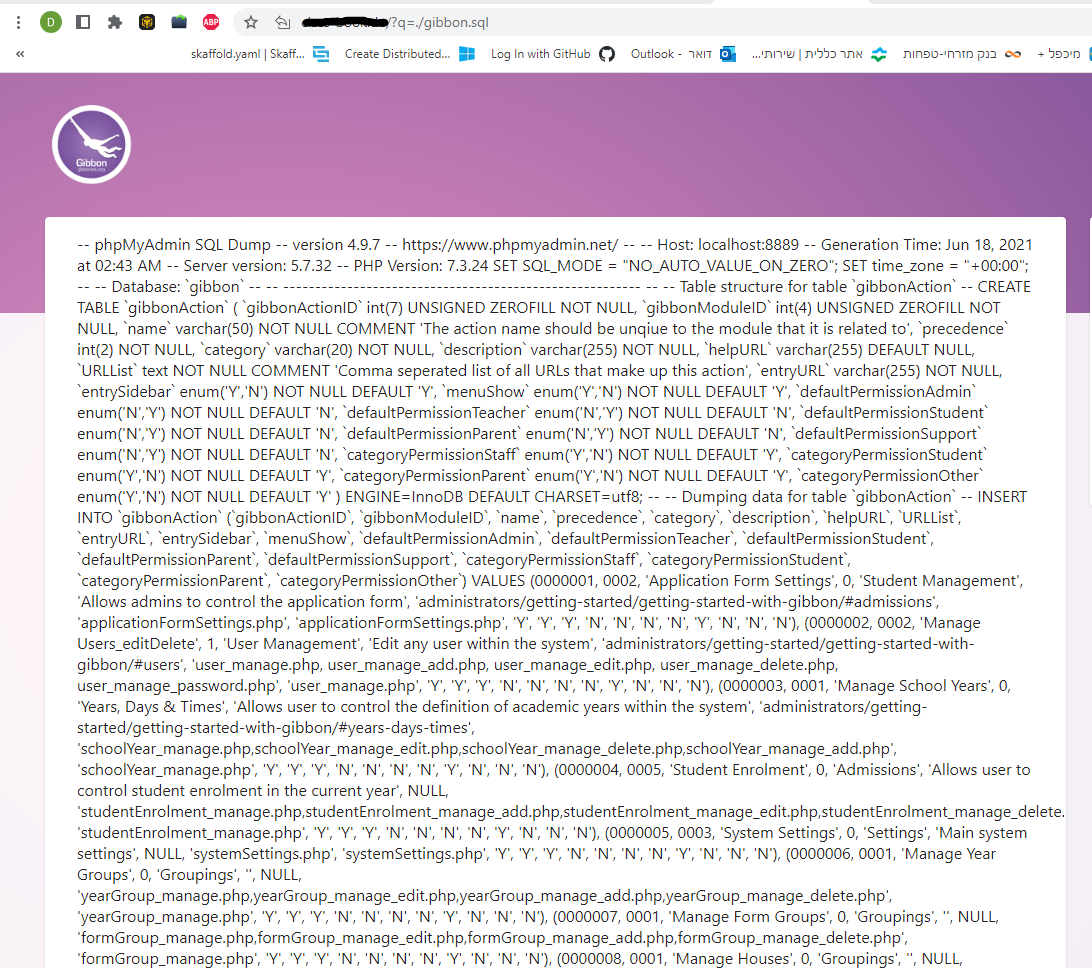 D
ABP
/?q=./gibbon.sql
«
skaffold.yaml | Skaff...
Create Distributed...
Log In with GitHub
Outlook - דואר
אתר כללית | שירותי...
בנק מזרחי-טפחות
מיכפל +
Gibbon
-- phpMyAdmin SQL Dump -- version 4.9.7 -- https://www.phpmyadmin.net/ -- -- Host: localhost:8889 -- Generation Time: Jun 18, 2021
at 02:43 AM -- Server version: 5.7.32 -- PHP Version: 7.3.24 SET SQL_MODE = "NO_AUTO_VALUE_ON_ZERO"; SET time_zone = "+00:00";
-- -- Database: `gibbon` -- -- -------------------------------------------------------- -- -- Table structure for table `gibbonAction` -- CREATE
TABLE `gibbonAction` ( `gibbonActionID` int(7) UNSIGNED ZEROFILL NOT NULL, `gibbonModuleID` int(4) UNSIGNED ZEROFILL NOT
NULL, `name` varchar(50) NOT NULL COMMENT 'The action name should be unqiue to the module that it is related to', `precedence`
int(2) NOT NULL, `category` varchar(20) NOT NULL, `description` varchar(255) NOT NULL, `helpURL` varchar(255) DEFAULT NULL,
`URLList` text NOT NULL COMMENT 'Comma seperated list of all URLs that make up this action', `entryURL` varchar(255) NOT NULL,
`entrySidebar` enum('Y','N') NOT NULL DEFAULT 'Y', `menuShow` enum('Y','N') NOT NULL DEFAULT 'Y', `defaultPermissionAdmin`
enum('N','Y') NOT NULL DEFAULT 'N', `defaultPermissionTeacher` enum('N','Y') NOT NULL DEFAULT 'N', `defaultPermissionStudent`
enum('N','Y') NOT NULL DEFAULT 'N', `defaultPermissionParent` enum('N','Y') NOT NULL DEFAULT 'N', `defaultPermissionSupport`
enum('N','Y') NOT NULL DEFAULT 'N', `categoryPermissionStaff` enum('Y','N') NOT NULL DEFAULT 'Y', `categoryPermissionStudent`
enum('Y','N') NOT NULL DEFAULT 'Y', `categoryPermissionParent` enum('Y','N') NOT NULL DEFAULT 'Y', `categoryPermissionOther`
enum('Y','N') NOT NULL DEFAULT 'Y' ) ENGINE=InnoDB DEFAULT CHARSET=utf8; -- -- Dumping data for table `gibbonAction` -- INSERT
INTO `gibbonAction` (`gibbonActionID`, `gibbonModuleID`, `name`, `precedence`, `category`, `description`, `helpURL`, `URLList`,
`entryURL`, `entrySidebar`, `menuShow`, `defaultPermissionAdmin`, `defaultPermissionTeacher`, `defaultPermissionStudent`,
`defaultPermissionParent`, `defaultPermissionSupport`, `categoryPermissionStaff`, `categoryPermissionStudent`,
`categoryPermissionParent`, `categoryPermissionOther`) VALUES (0000001, 0002, 'Application Form Settings', 0, 'Student Management',
'Allows admins to control the application form', 'administrators/getting-started/getting-started-with-gibbon/#admissions',
'applicationFormSettings.php', 'applicationFormSettings.php', 'Y', 'Y', 'Y', 'N', 'N', 'N', 'N', 'Y', 'N', 'N', 'N'), (0000002, 0002, 'Manage
Users_editDelete', 1, 'User Management', 'Edit any user within the system', 'administrators/getting-started/getting-started-with-
gibbon/#users', 'user_manage.php, user_manage_add.php, user_manage_edit.php, user_manage_delete.php,
user_manage_password.php', 'user_manage.php', 'Y', 'Y', 'Y', 'N', 'N', 'N', 'N', 'Y', 'N', 'N', 'N'), (0000003, 0001, 'Manage School Years', 0,
'Years, Days & Times', 'Allows user to control the definition of academic years within the system', 'administrators/getting-
started/getting-started-with-gibbon/#years-days-times',
'schoolYear_manage.php,schoolYear_manage_edit.php,schoolYear_manage_delete.php,schoolYear_manage_add.php',
'schoolYear_manage.php', 'Y', 'Y', 'Y', 'N', 'N', 'N', 'N', 'Y', 'N', 'N', 'N'), (0000004, 0005, 'Student Enrolment', 0, 'Admissions', 'Allows user to
control student enrolment in the current year', NULL,
'studentEnrolment_manage.php,studentEnrolment_manage_add.php,studentEnrolment_manage_edit.php,studentEnrolment_manage_delete.
'studentEnrolment_manage.php', 'Y', 'Y', 'Y', 'N', 'N', 'N', 'N', 'Y', 'N', 'N', 'N'), (0000005, 0003, 'System Settings', 0, 'Settings', 'Main system
settings', NULL, 'systemSettings.php', 'systemSettings.php', 'Y', 'Y', 'Y', 'N', 'N', 'N', 'N', 'Y', 'N', 'N', 'N'), (0000006, 0001, 'Manage Year
Groups', 0, 'Groupings', '', NULL,
'yearGroup_manage.php,yearGroup_manage_edit.php,yearGroup_manage_add.php,yearGroup_manage_delete.php',
'yearGroup_manage.php', 'Y', 'Y', 'Y', 'N', 'N', 'N', 'N', 'Y', 'N', 'N', 'N'), (0000007, 0001, 'Manage Form Groups', 0, 'Groupings', '', NULL,
'formGroup_manage.php,formGroup_manage_edit.php,formGroup_manage_add.php,formGroup_manage_delete.php',
'formGroup_manage.php', 'Y', 'Y', 'Y', 'N', 'N', 'N', 'N', 'Y', 'N', 'N', 'N'), (0000008, 0001, 'Manage Houses', 0, 'Groupings', '', NULL,